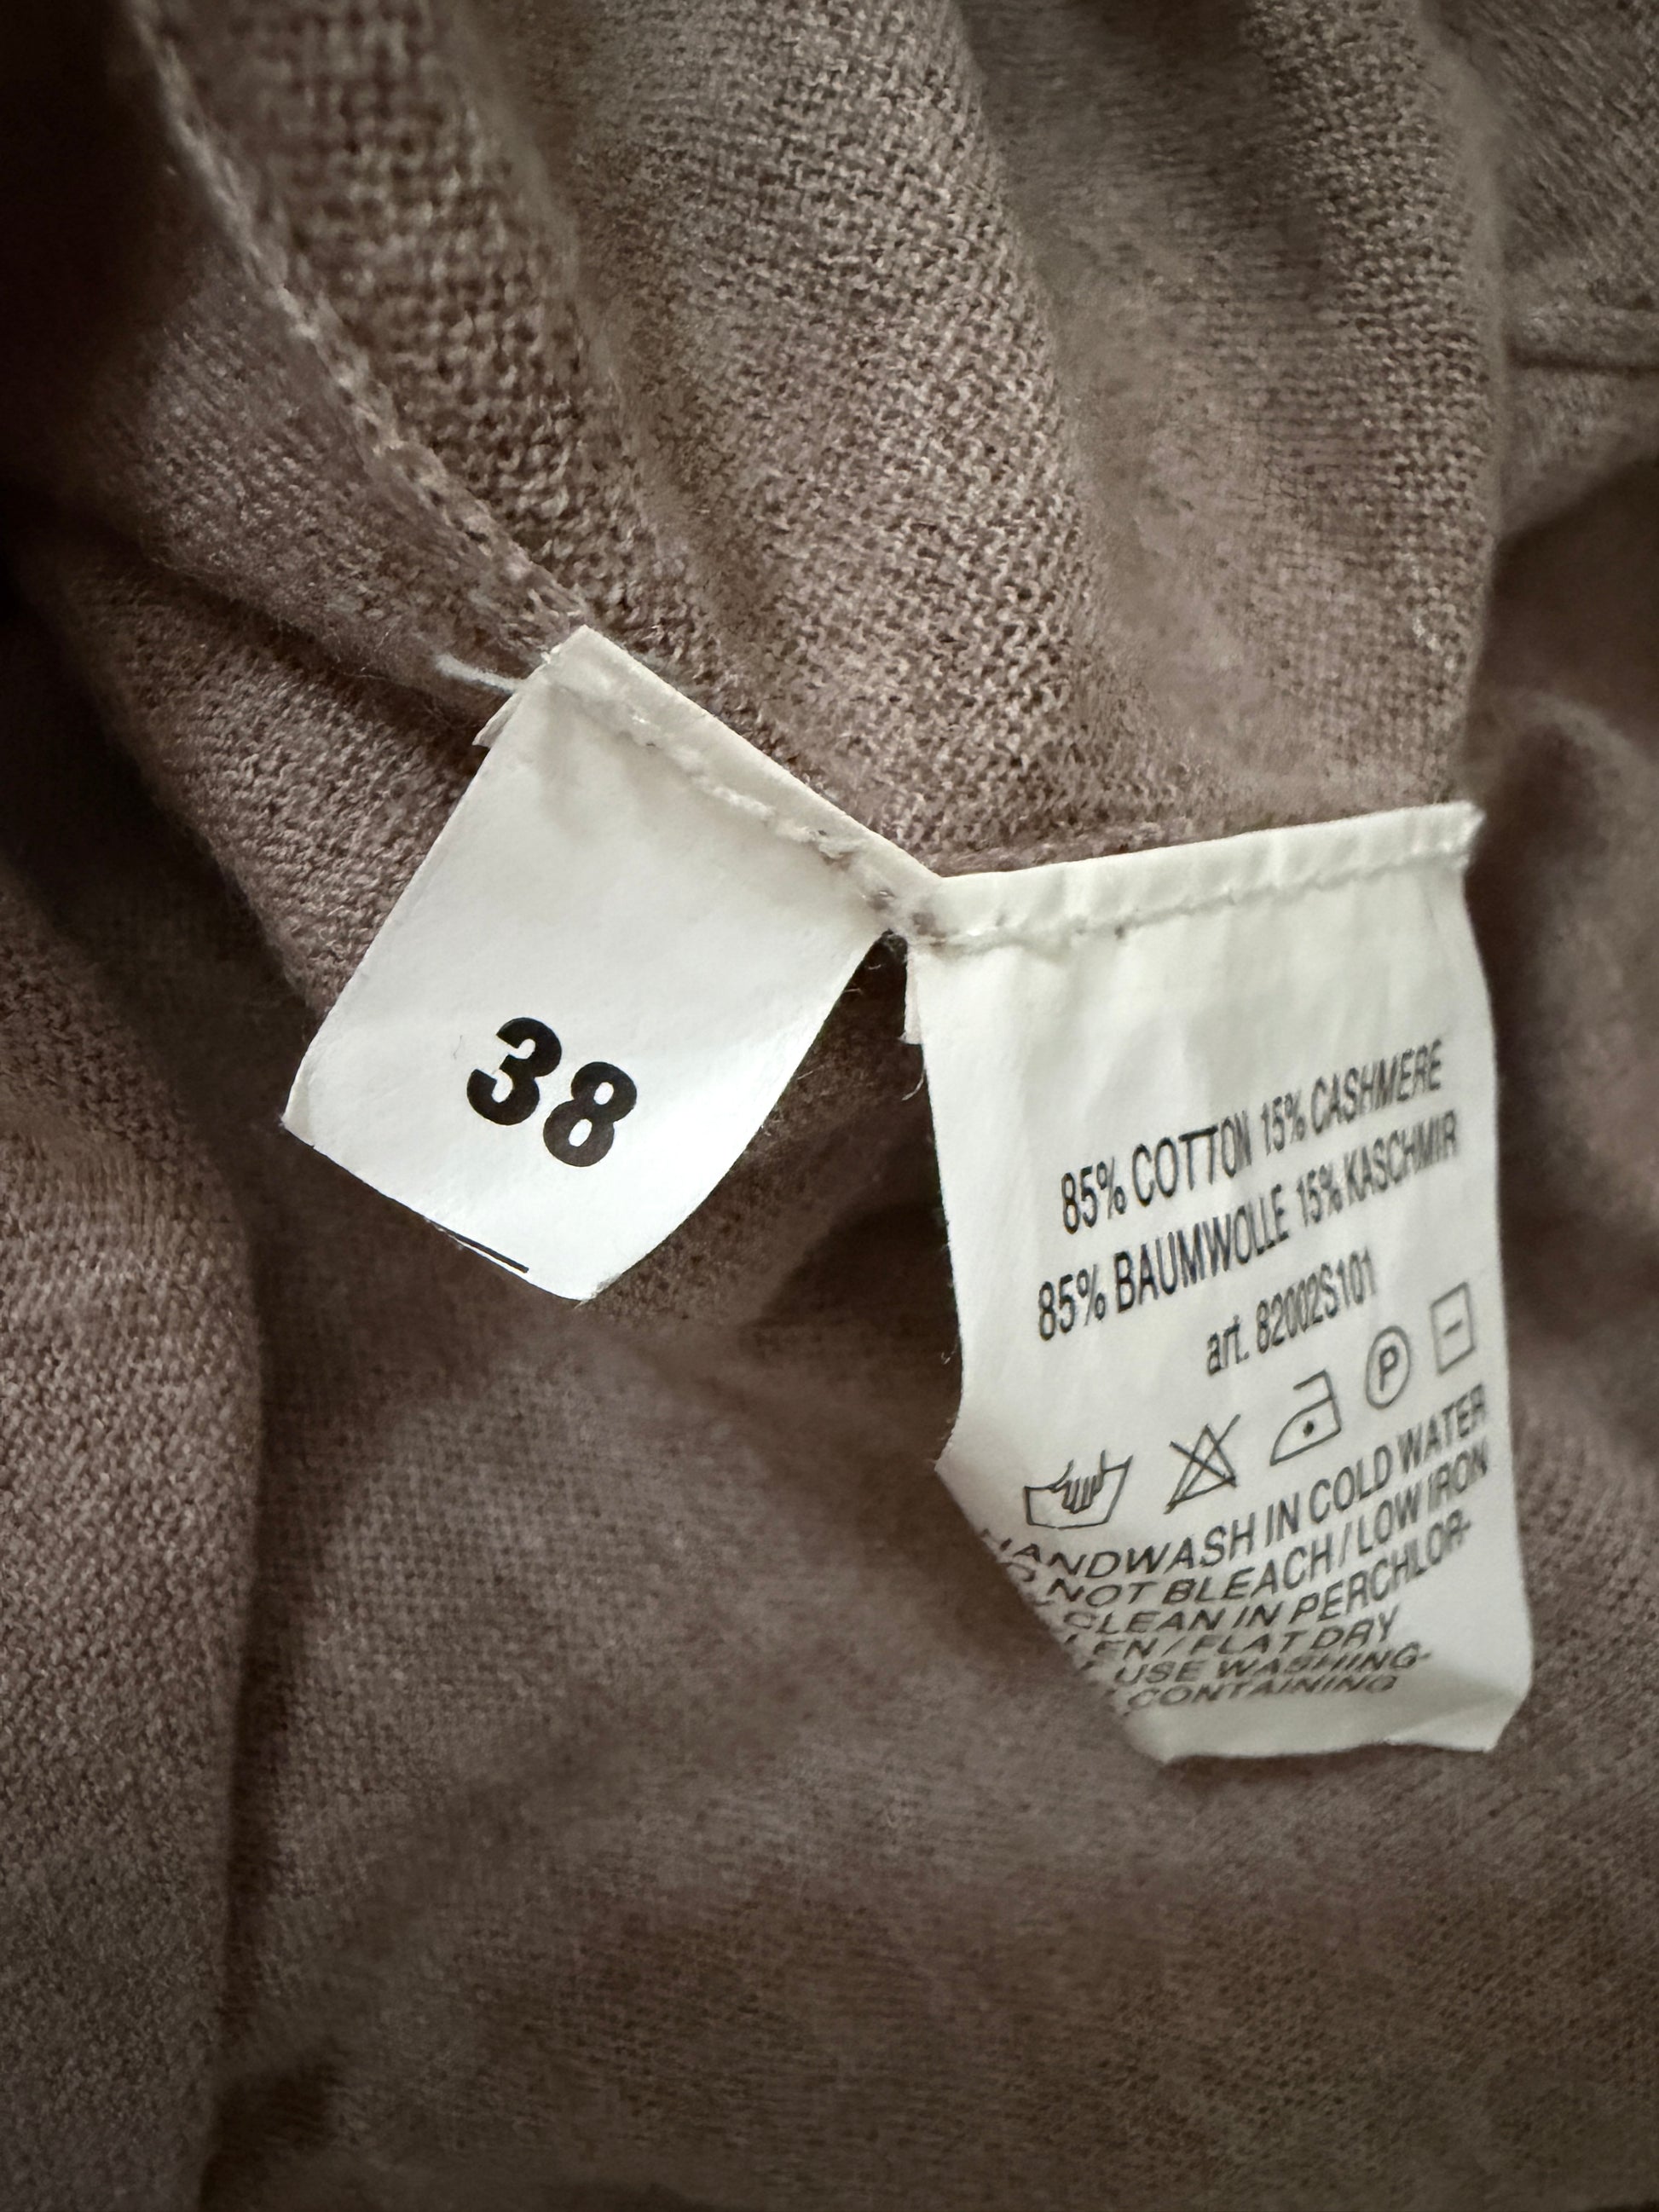 38
85% COTTON 15% CASHMERE
85% BAUMWOLLE 15% KASCHMIR
art. 82002S101
P
HANDWASH IN COLD WATER
NOT BLEACH / LOW IRON
CLEAN IN PERCHLOR-
EN / FLAT DRY
USE WASHING-
CONTAINING